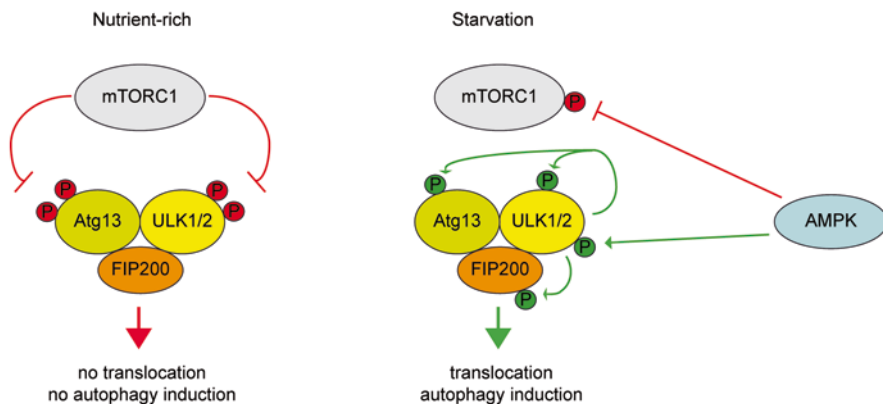 Nutrient-rich
Starvation
mTORC1
mTORC1
P
P
P
P
P
P
P
Atg13
ULK1/2
Atg13
ULK1/2
AMPK
P
P
FIP200
FIP200
P
no translocation
no autophagy induction
translocation
autophagy induction